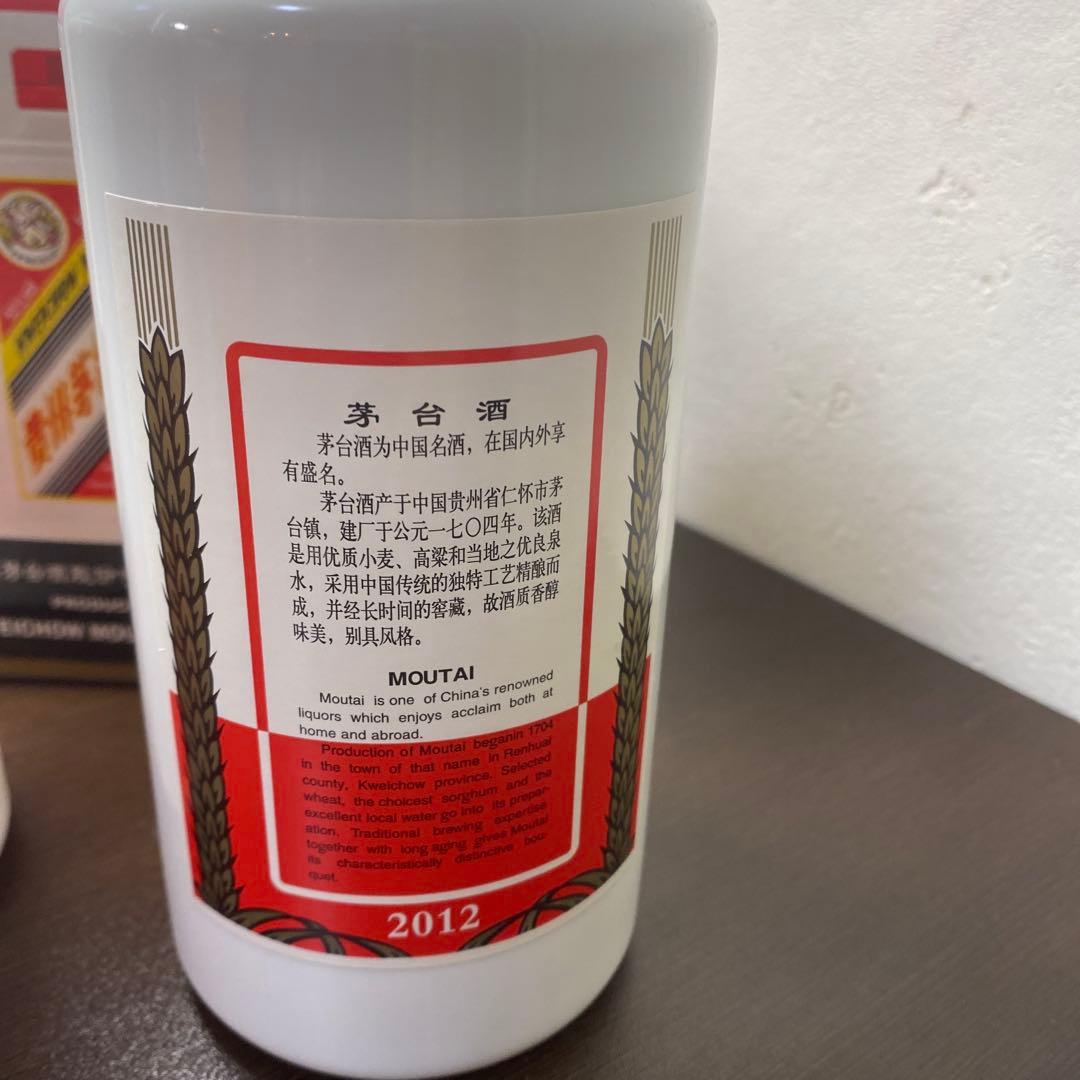 茅台酒
茅台酒为中国名酒，在国内外享
有盛名。
茅台酒产于中国贵州省仁怀市茅
台镇，建厂于公元一七〇四年。该酒
是用优质小麦、高粱和当地之优良泉
水，采用中国传统的独特工艺精酿而
成，并经长时间的窖藏，故酒质香醇
味美，别具风格。
MOUTAI
Moutai is one of China's renowned
liquors which enjoys acclaim both at
home and abroad.
Production of Moutai beganin 1704
in the town of that name in Renhuai
county, Kweichow province. Selected
wheat, the choicest sorghum and the
excellent local water go into its prepar-
ation. Traditional brewing expertise
together with long aging gives Moutai
its characteristically distinctive bou-
quet.
2012
贵州茅
PRODUC
EICHOW MOU